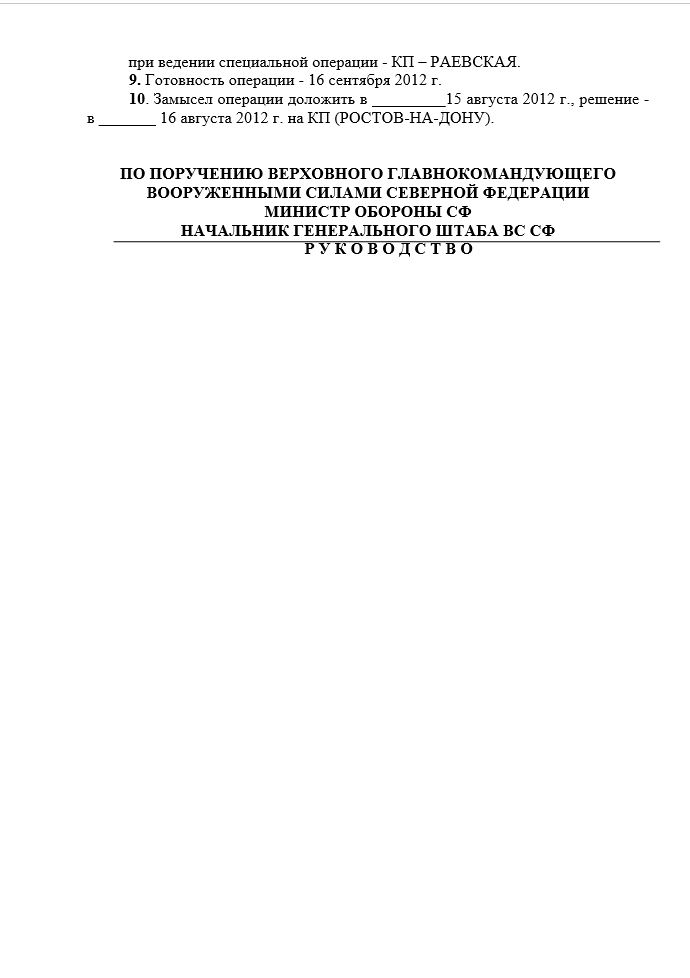 при ведении специальной операции - КП – РАЕВСКАЯ.
9. Готовность операции - 16 сентября 2012 г.
10. Замысел операции доложить в _________15 августа 2012 г., решение -
в _______ 16 августа 2012 г. на КП (РОСТОВ-НА-ДОНУ).
ПО ПОРУЧЕНИЮ ВЕРХОВНОГО ГЛАВНОКОМАНДУЮЩЕГО
ВООРУЖЕННЫМИ СИЛАМИ СЕВЕРНОЙ ФЕДЕРАЦИИ
МИНИСТР ОБОРОНЫ СФ
НАЧАЛЬНИК ГЕНЕРАЛЬНОГО ШТАБА ВС СФ
Р У К О В О Д С Т В О